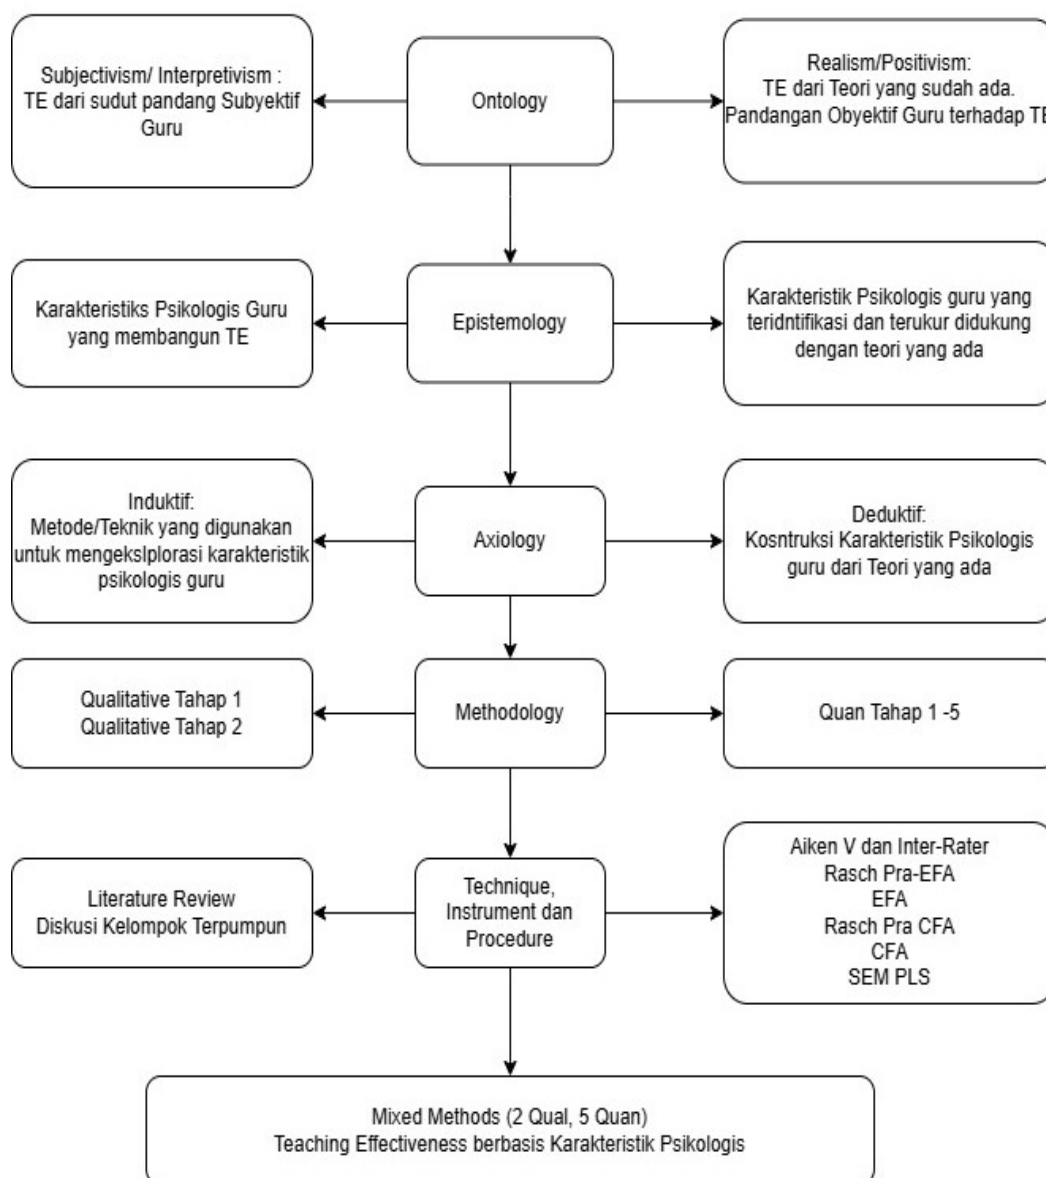 Subjectivism/ Interpretivism :
TE dari sudut pandang Subyektif
Guru
Ontology
Realism/Positivism:
TE dari Teori yang sudah ada.
Pandangan Obyektif Guru terhadap TE
Karakteristiks Psikologis Guru
yang membangun TE
Epistemology
Karakteristik Psikologis guru yang
teridntifikasi dan terukur didukung
dengan teori yang ada
Induktif:
Metode/Teknik yang digunakan
untuk mengekslplorasi karakteristik
psikologis guru
Axiology
Deduktif:
Kosntruksi Karakteristik Psikologis
guru dari Teori yang ada
Qualitative Tahap 1
Qualitative Tahap 2
Methodology
Quan Tahap 1 -5
Literature Review
Diskusi Kelompok Terpumpun
Technique,
Instrument dan
Procedure
Aiken V dan Inter-Rater
Rasch Pra-EFA
EFA
Rasch Pra CFA
CFA
SEM PLS
Mixed Methods (2 Qual, 5 Quan)
Teaching Effectiveness berbasis Karakteristik Psikologis